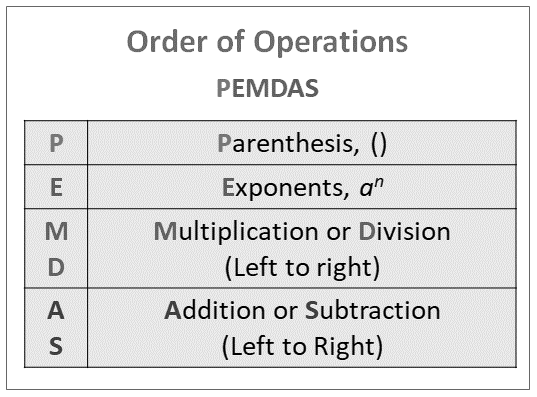 Order of Operations
PEMDAS
P Parenthesis, ()
E Exponents, aⁿ
M Multiplication or Division
D (Left to right)
A Addition or Subtraction
S (Left to Right)